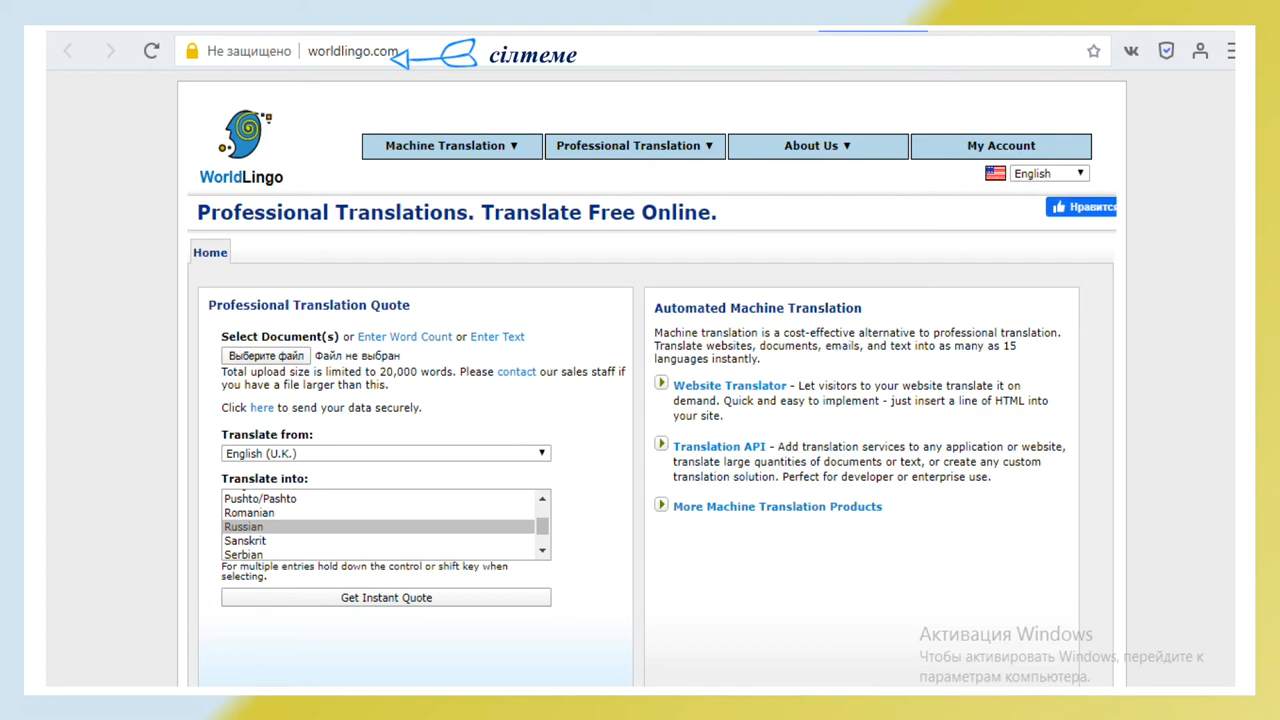 Не защищено worldlingo.com сілтеме
WorldLingo
Machine Translation ▼ Professional Translation ▼ About Us ▼ My Account
English
Professional Translations. Translate Free Online.
Нравится
Home
Professional Translation Quote
Select Document(s) or Enter Word Count or Enter Text
Выберите файл Файл не выбран
Total upload size is limited to 20,000 words. Please contact our sales staff if
you have a file larger than this.
Click here to send your data securely.
Translate from:
English (U.K.)
Translate into:
Pushto/Pashto
Romanian
Russian
Sanskrit
Serbian
For multiple entries hold down the control or shift key when
selecting.
Get Instant Quote
Automated Machine Translation
Machine translation is a cost-effective alternative to professional translation.
Translate websites, documents, emails, and text into as many as 15
languages instantly.
Website Translator - Let visitors to your website translate it on
demand. Quick and easy to implement - just insert a line of HTML into
your site.
Translation API - Add translation services to any application or website,
translate large quantities of documents or text, or create any custom
translation solution. Perfect for developer or enterprise use.
More Machine Translation Products
Активация Windows
Чтобы активировать Windows, перейдите к
параметрам компьютера.